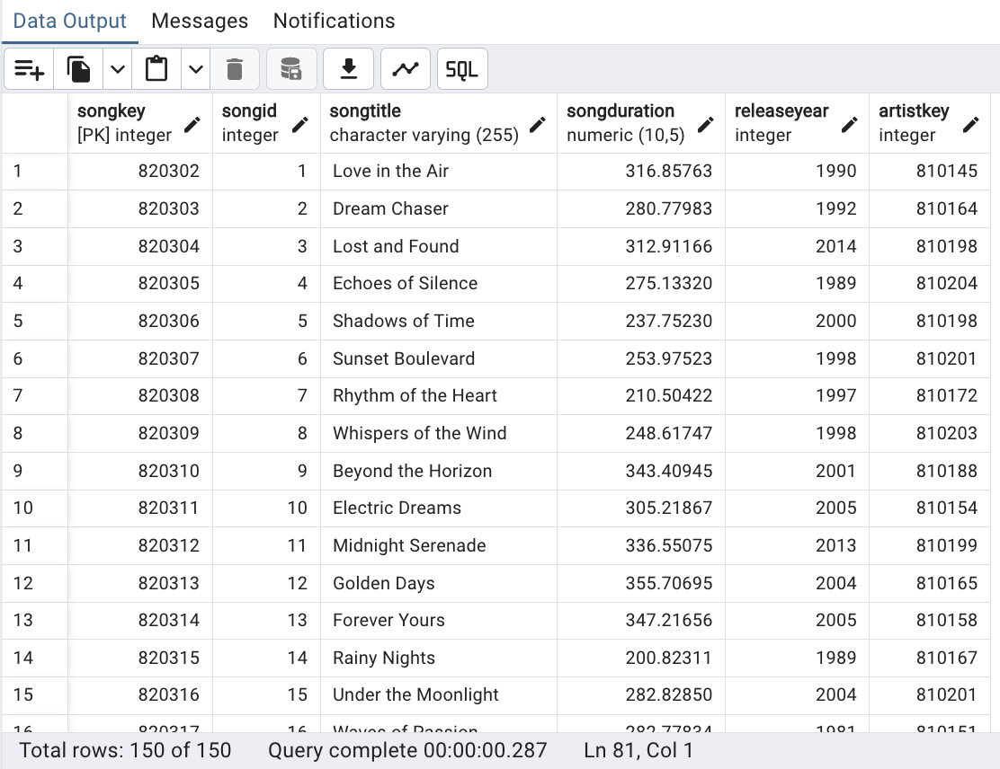 Data Output Messages Notifications
SQL
songkey songid songtitle songduration releaseyear artistkey
[PK] integer integer character varying (255) numeric (10,5) integer integer
1 820302 1 Love in the Air 316.85763 1990 810145
2 820303 2 Dream Chaser 280.77983 1992 810164
3 820304 3 Lost and Found 312.91166 2014 810198
4 820305 4 Echoes of Silence 275.13320 1989 810204
5 820306 5 Shadows of Time 237.75230 2000 810198
6 820307 6 Sunset Boulevard 253.97523 1998 810201
7 820308 7 Rhythm of the Heart 210.50422 1997 810172
8 820309 8 Whispers of the Wind 248.61747 1998 810203
9 820310 9 Beyond the Horizon 343.40945 2001 810188
10 820311 10 Electric Dreams 305.21867 2005 810154
11 820312 11 Midnight Serenade 336.55075 2013 810199
12 820313 12 Golden Days 355.70695 2004 810165
13 820314 13 Forever Yours 347.21656 2005 810158
14 820315 14 Rainy Nights 200.82311 1989 810167
15 820316 15 Under the Moonlight 282.82850 2004 810201
16 820317 16 Waves of Passion 282.77834 1981 810151
Total rows: 150 of 150 Query complete 00:00:00.287 Ln 81, Col 1